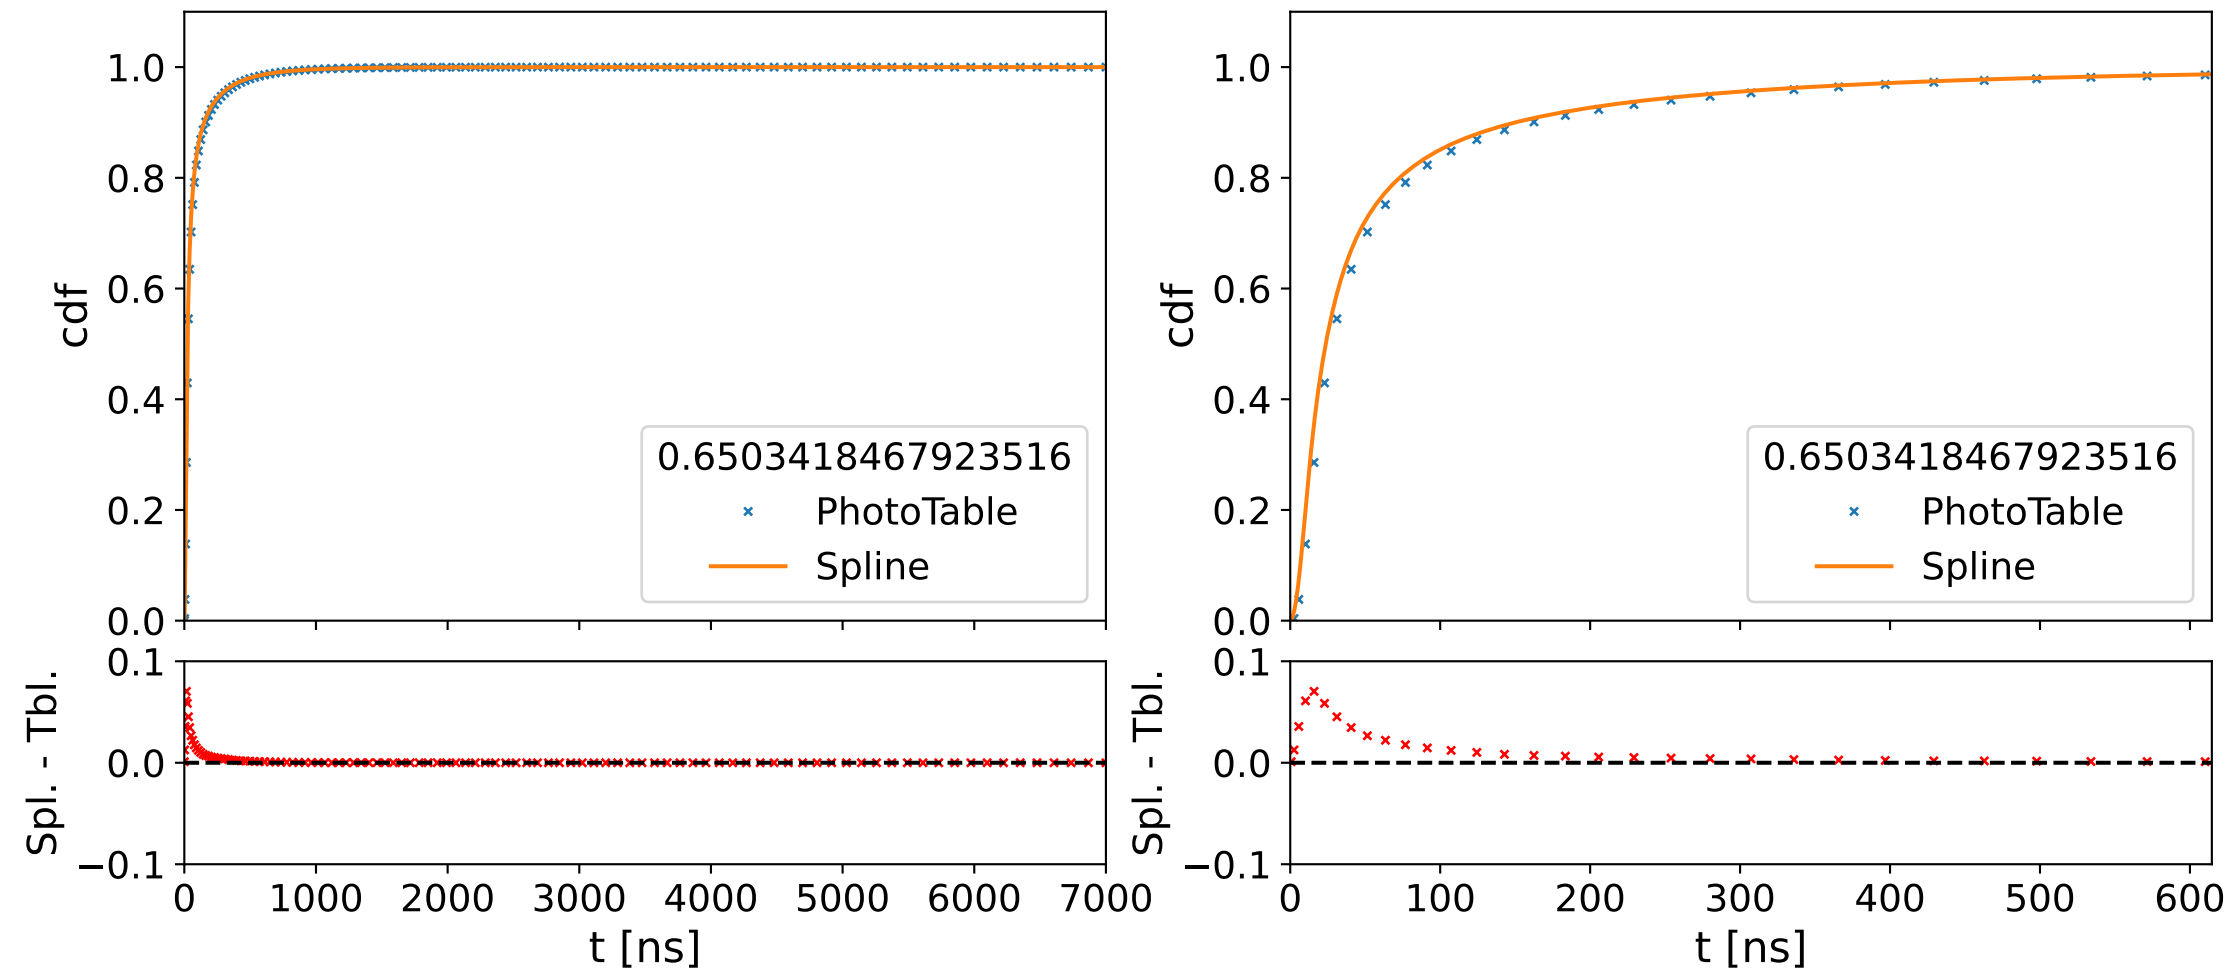 1.0
0.8
0.6
0.4
0.2
0.0
cdf
0.6503418467923516
PhotoTable
Spline
0.1
0.0
−0.1
Spl. - Tbl.
0 1000 2000 3000 4000 5000 6000 7000
t [ns]
1.0
0.8
0.6
0.4
0.2
0.0
cdf
0.6503418467923516
PhotoTable
Spline
0.1
0.0
−0.1
Spl. - Tbl.
0 100 200 300 400 500 600
t [ns]